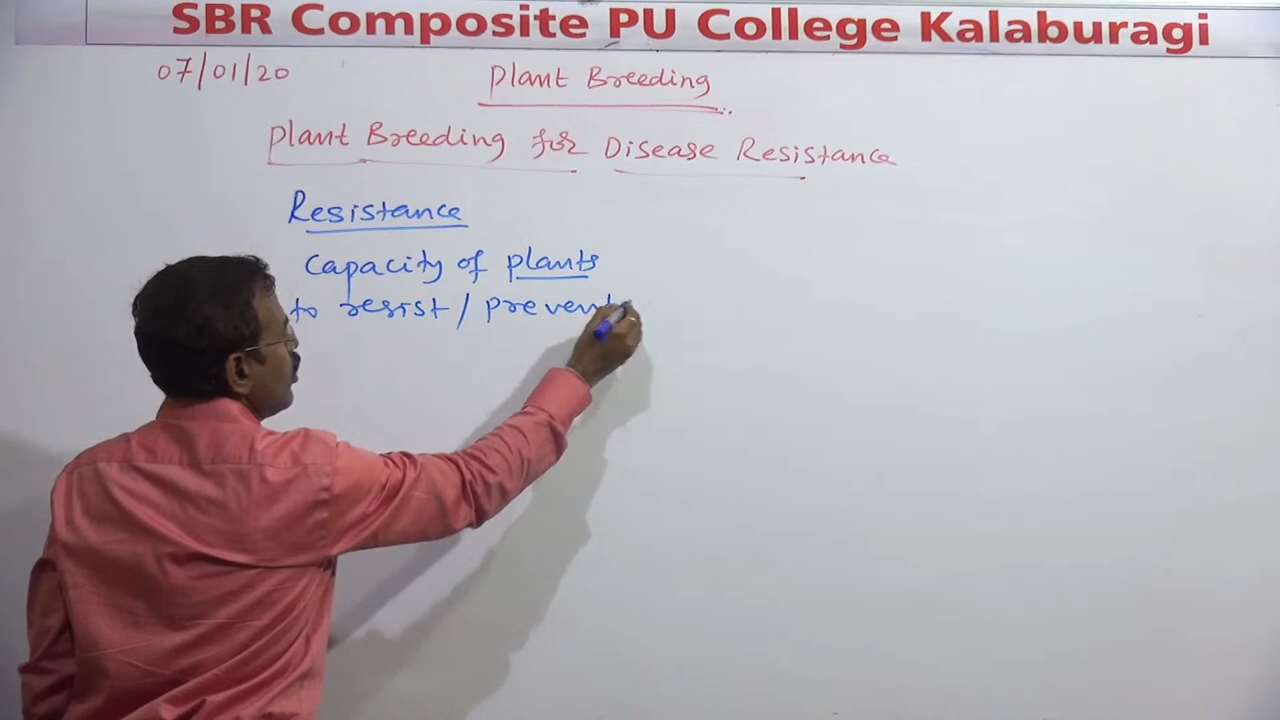 SBR Composite PU College Kalaburagi
07/01/20
Plant Breeding
Plant Breeding for Disease Resistance
Resistance
Capacity of plants
to resist / prevent